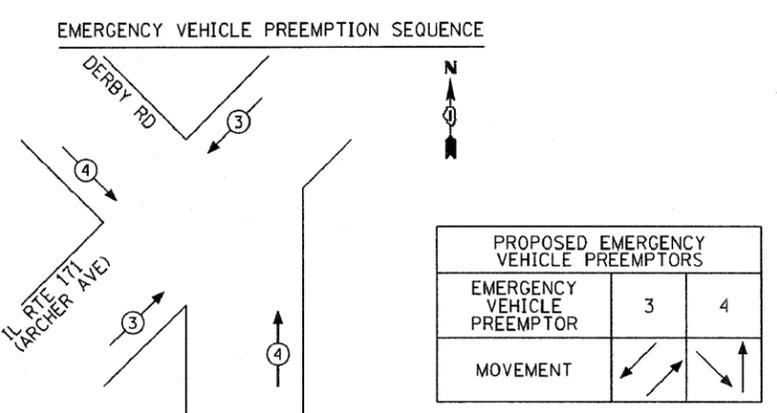 EMERGENCY VEHICLE PREEMPTION SEQUENCE
DERBY RD
N
3
4
IL RTE 171
(ARCHER AVE)
3
4
PROPOSED EMERGENCY
VEHICLE PREEMPTORS
EMERGENCY
VEHICLE
PREEMPTOR
3
4
MOVEMENT